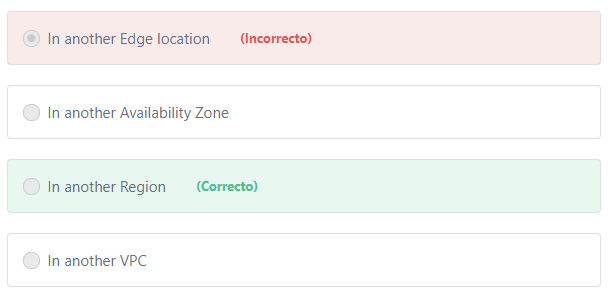 In another Edge location (Incorrecto)
In another Availability Zone
In another Region (Correcto)
In another VPC